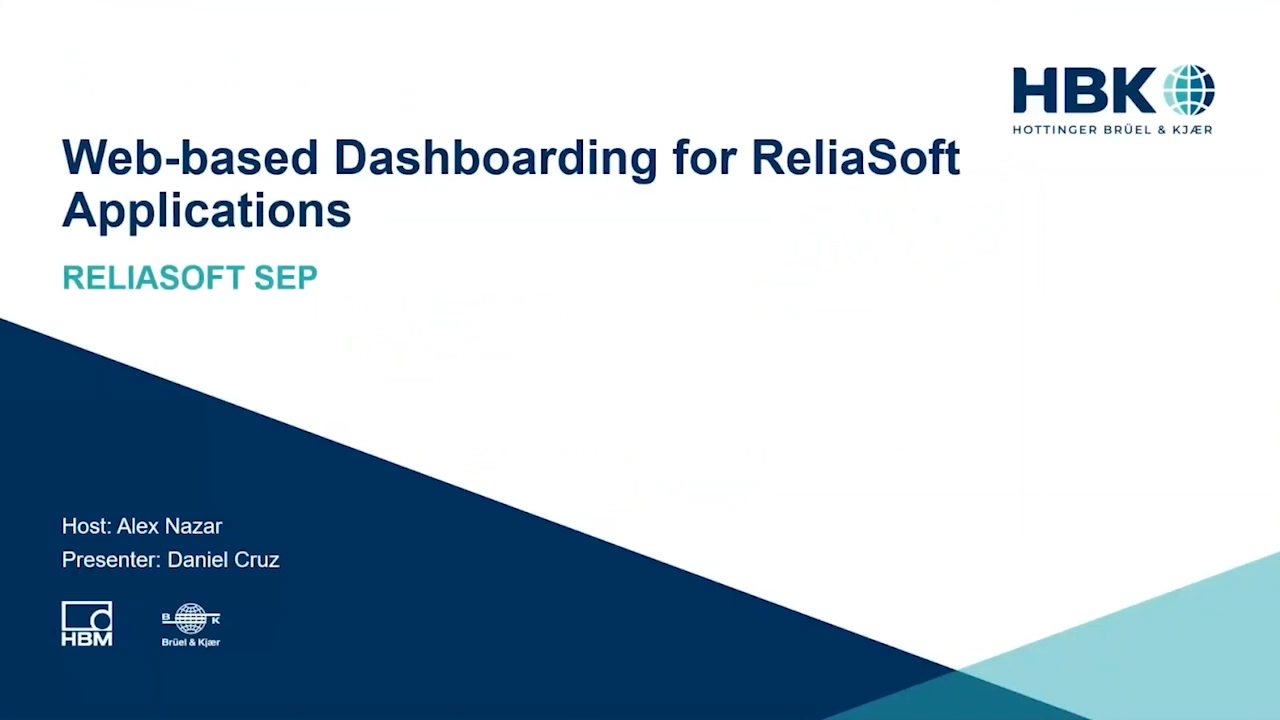 HBK
HOTTINGER BRÜEL & KJÆR
Web-based Dashboarding for ReliaSoft
Applications
RELIASOFT SEP
Host: Alex Nazar
Presenter: Daniel Cruz
HBM
B K
Brüel & Kjær